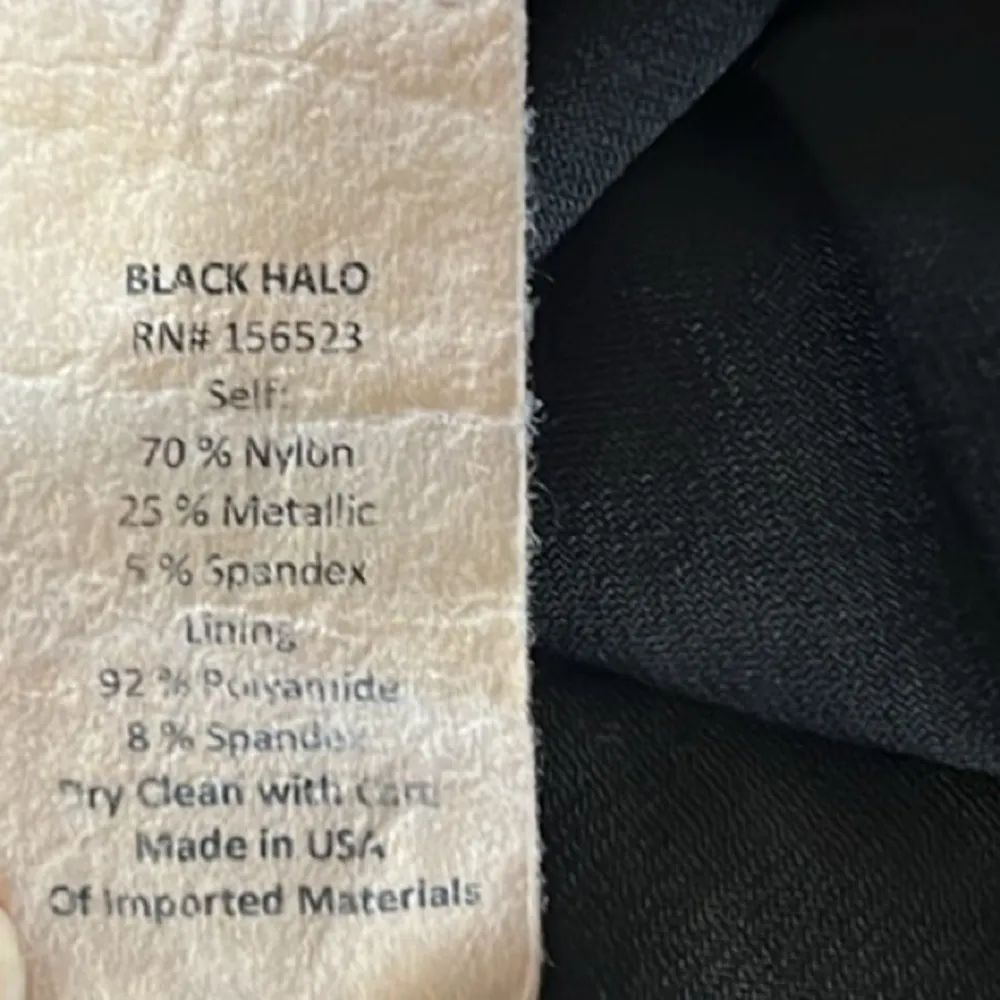 BLACK HALO
RN# 156523
Self:
70 % Nylon
25 % Metallic
5 % Spandex
Lining
92 % Polyamide
8 % Spandex
Dry Clean with Care
Made in USA
Of Imported Materials